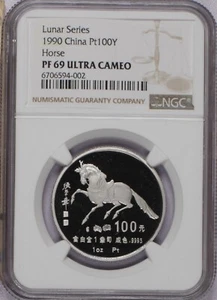 Lunar Series
1990 China Pt100Y
Horse
PF 69 ULTRA CAMEO
6706594-002
NUMISMATIC GUARANTY COMPANY
NGC
100元
1oz Pt